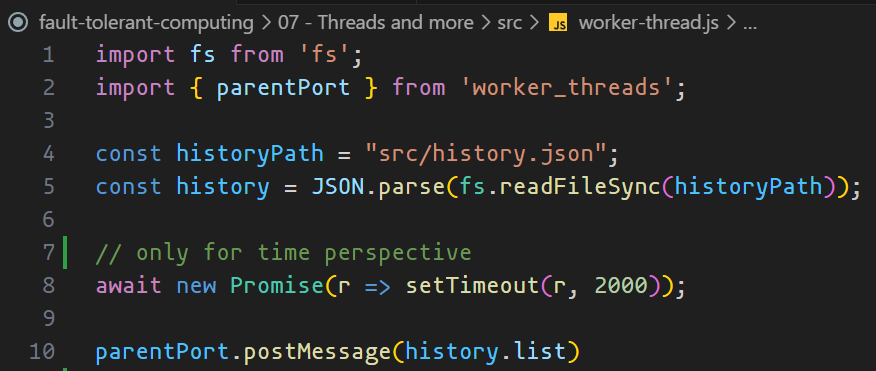 fault-tolerant-computing > 07 - Threads and more > src > JS worker-thread.js > ...
1 import fs from 'fs';
2 import { parentPort } from 'worker_threads';
3
4 const historyPath = "src/history.json";
5 const history = JSON.parse(fs.readFileSync(historyPath));
6
7 // only for time perspective
8 await new Promise(r => setTimeout(r, 2000));
9
10 parentPort.postMessage(history.list)